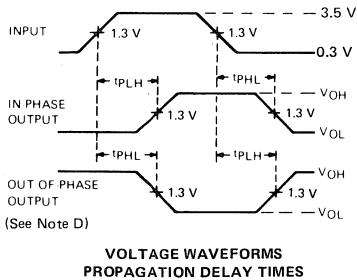 3.5 V
INPUT 1.3 V 1.3 V
0.3 V
tPLH tPHL
VOH
IN PHASE
OUTPUT 1.3 V 1.3 V
VOL
tPHL tPLH
VOH
OUT OF PHASE
OUTPUT 1.3 V 1.3 V
VOL
(See Note D)
VOLTAGE WAVEFORMS
PROPAGATION DELAY TIMES